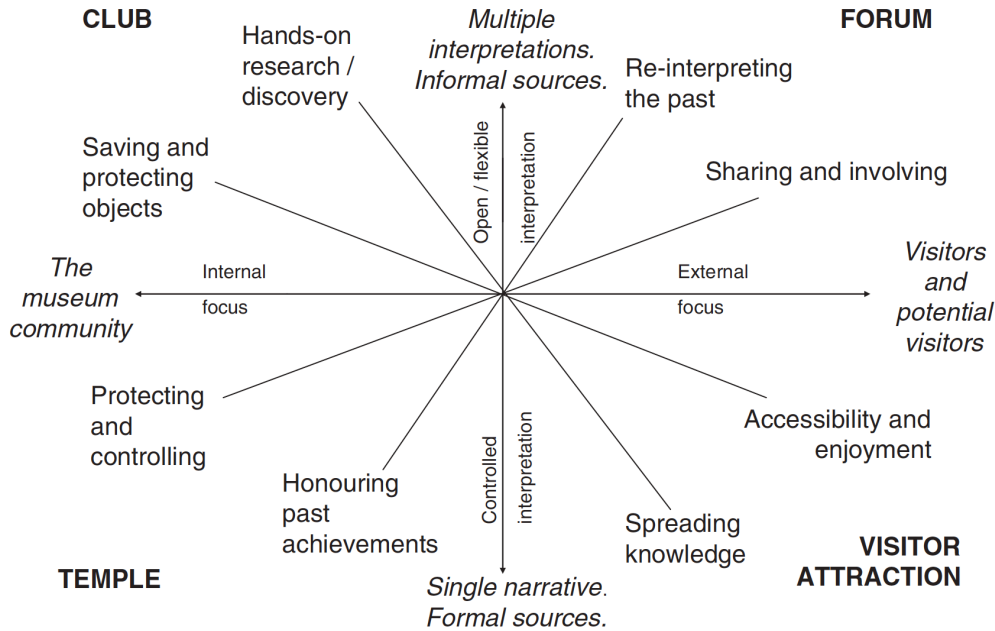 CLUB
Multiple
interpretations.
Informal sources.
FORUM
Hands-on
research /
discovery
Re-interpreting
the past
Saving and
protecting
objects
Open / flexible
interpretation
Sharing and involving
The
museum
community
Internal
focus
External
focus
Visitors
and
potential
visitors
Protecting
and
controlling
Controlled
interpretation
Accessibility and
enjoyment
Honouring
past
achievements
Spreading
knowledge
TEMPLE
Single narrative.
Formal sources.
VISITOR
ATTRACTION